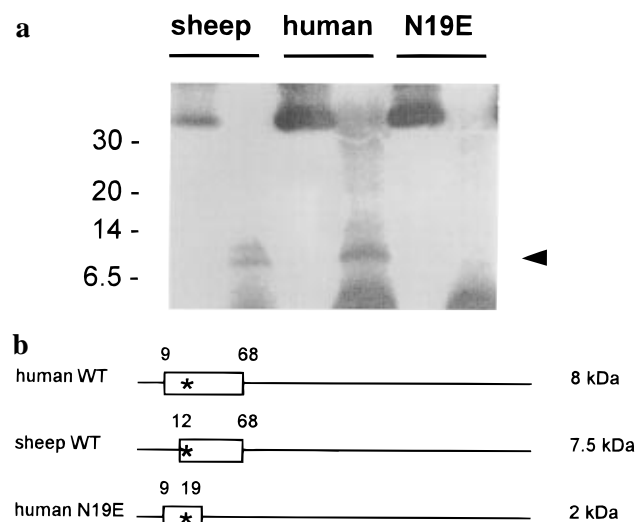 a
sheep human N19E
30 -
20 -
14 -
6.5 -
b
9 68
human WT * 8 kDa
12 68
sheep WT * 7.5 kDa
9 19
human N19E * 2 kDa